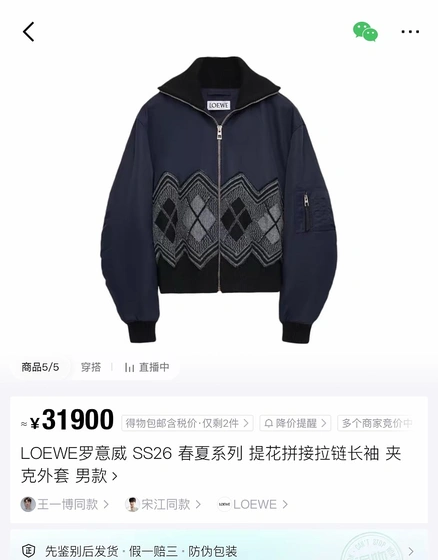 LOEWE
商品5/5 穿搭 直播中
≈¥31900 得物包邮含税价·仅剩2件 > 降价提醒 > 多个商家竞价中
LOEWE罗意威 SS26 春夏系列 提花拼接拉链长袖 夹
克外套 男款 >
王一博同款 > 宋江同款 > LOEWE LOEWE >
先鉴别后发货 · 假一赔三 · 防伪包装 >